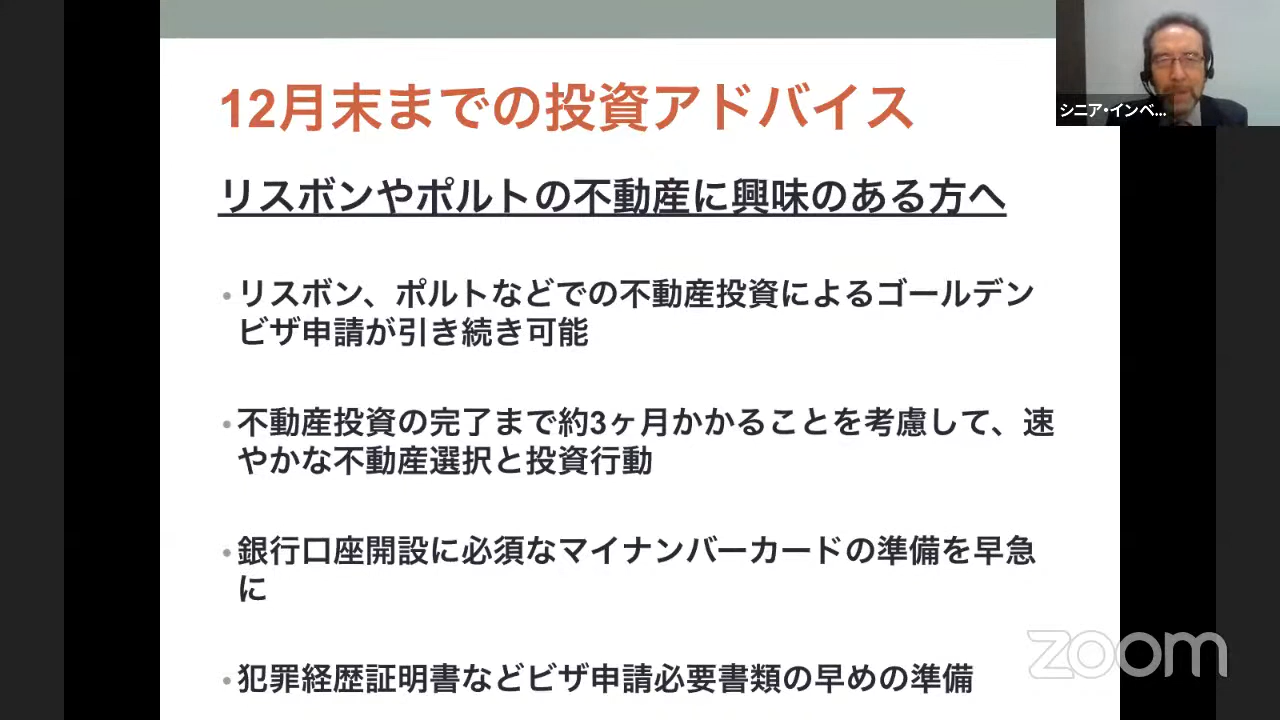 12月末までの投資アドバイス
シニア・インベ...
リスボンやポルトの不動産に興味のある方へ
・リスボン、ポルトなどでの不動産投資によるゴールデン
ビザ申請が引き続き可能
・不動産投資の完了まで約3ヶ月かかることを考慮して、速
やかな不動産選択と投資行動
・銀行口座開設に必須なマイナンバーカードの準備を早急
に
・犯罪経歴証明書などビザ申請必要書類の早めの準備
zoom